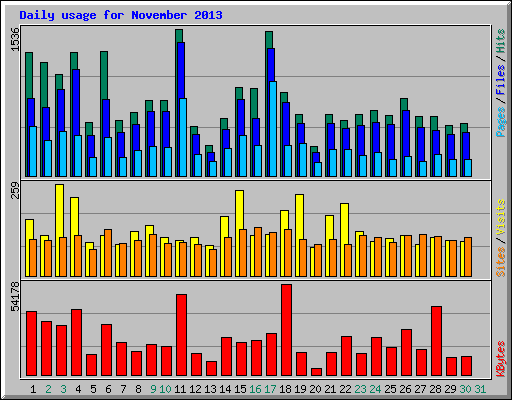 Daily usage for November 2013
1536
Pages / Files / Hits
259
Sites / Visits
54178
KBytes
1 2 3 4 5 6 7 8 9 10 11 12 13 14 15 16 17 18 19 20 21 22 23 24 25 26 27 28 29 30 31